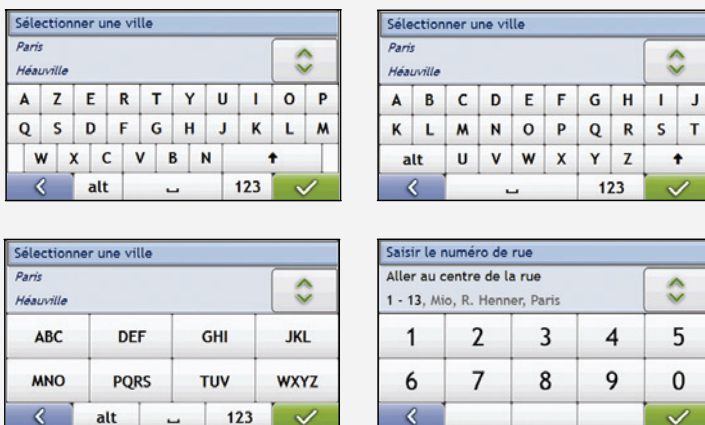 Sélectionner une ville
Paris
Héauville
A Z E R T Y U I O P
Q S D F G H J K L M
W X C V B N
alt 123
Sélectionner une ville
Paris
Héauville
A B C D E F G H I J
K L M N O P Q R S T
alt U V W X Y Z
123
Sélectionner une ville
Paris
Héauville
ABC DEF GHI JKL
MNO PQRS TUV WXYZ
alt 123
Saisir le numéro de rue
Aller au centre de la rue
1 - 13, Mio, R. Henner, Paris
1 2 3 4 5
6 7 8 9 0